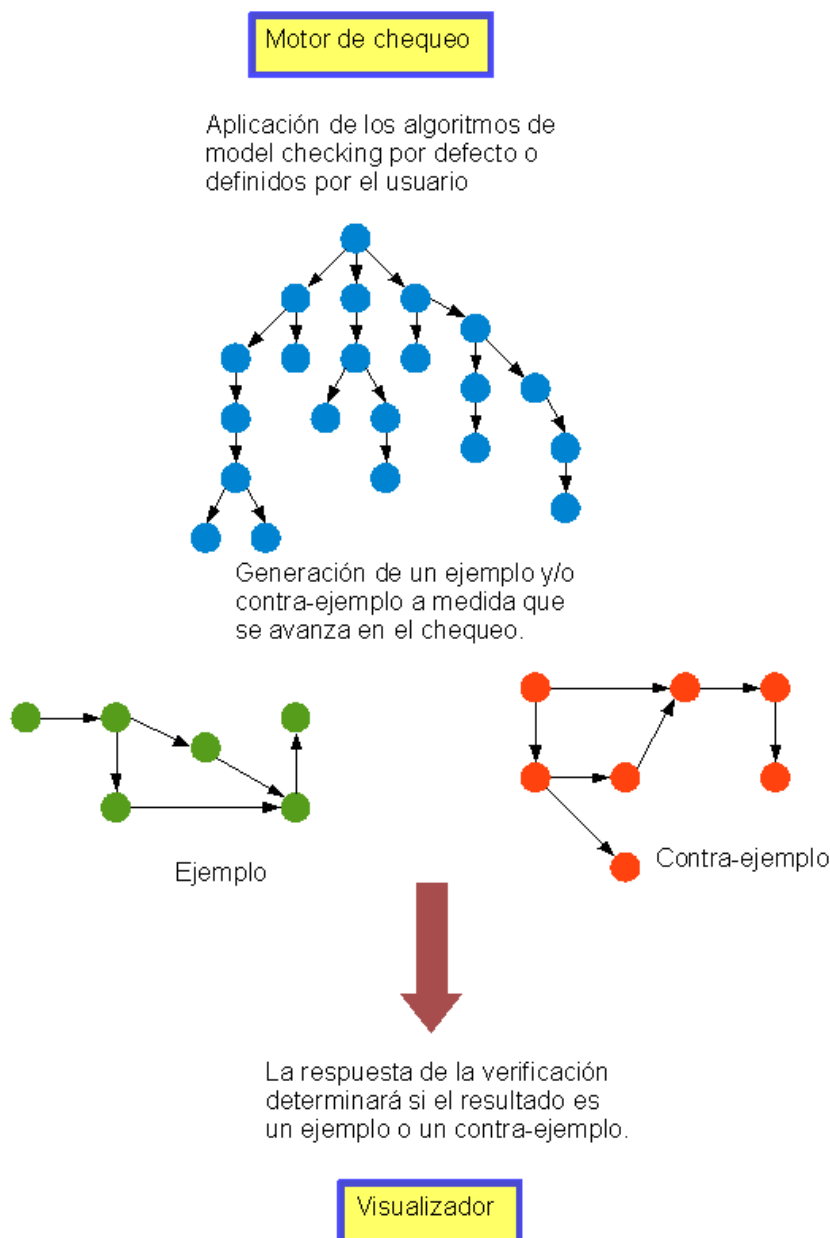 Motor de chequeo
Aplicación de los algoritmos de
model checking por defecto o
definidos por el usuario
Generación de un ejemplo y/o
contra-ejemplo a medida que
se avanza en el chequeo.
Ejemplo
Contra-ejemplo
La respuesta de la verificación
determinará si el resultado es
un ejemplo o un contra-ejemplo.
Visualizador